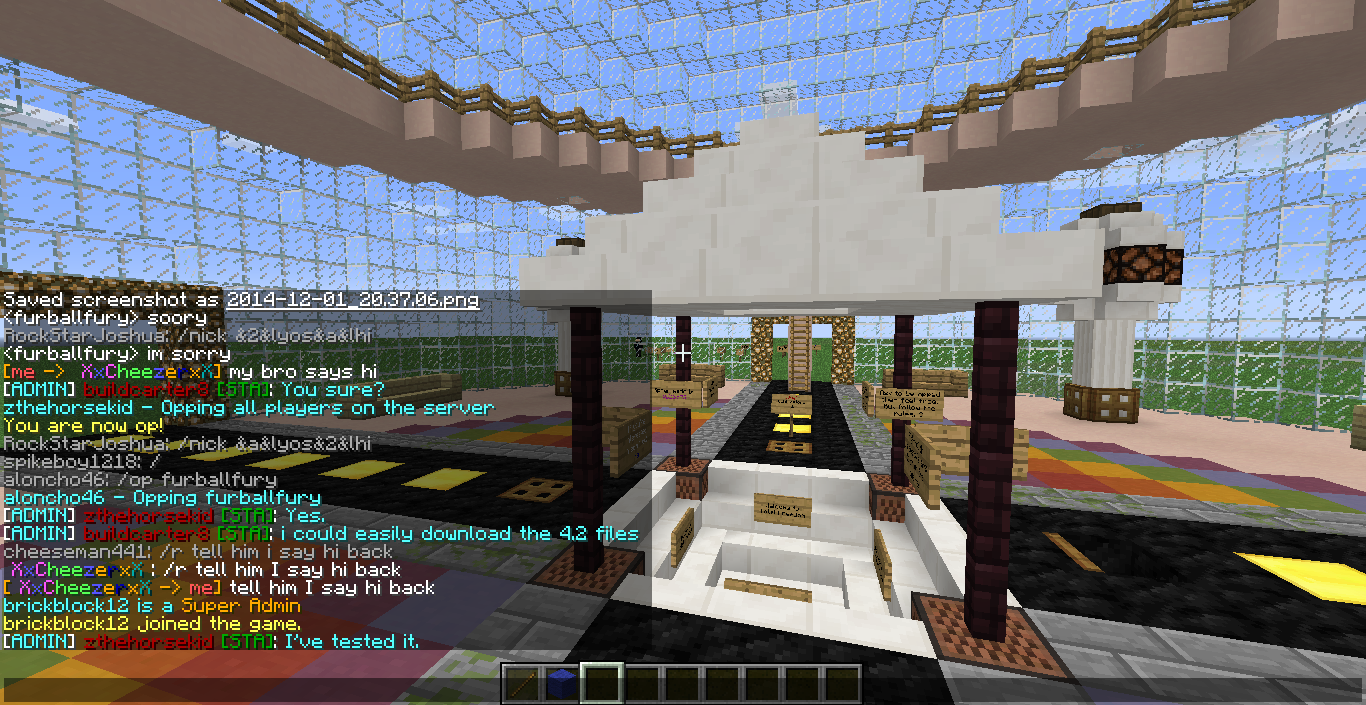 Saved screenshot as 2014-12-01_20.37.06.png
<furballfury> soory
RockStarJoshua: /nick &2&lyos&a&lhi
<furballfury> im sorry
[me -> XxCheezerxX] my bro says hi
[ADMIN] buildcarter8 [STA]: You sure?
zthehorsekid - Opping all players on the server
You are now op!
RockStarJoshua: /nick &a&lyos&2&lhi
spikeboy1218: /
aloncho46: /op furballfury
aloncho46 - Opping furballfury
[ADMIN] zthehorsekid [STA]: Yes.
[ADMIN] buildcarter8 [STA]: i could easily download the 4.2 files
cheeseman441: /r tell him i say hi back
XxCheezerxX : /r tell him I say hi back
[ XxCheezerxX -> me] tell him I say hi back
brickblock12 is a Super Admin
brickblock12 joined the game.
[ADMIN] zthehorsekid [STA]: I've tested it.
Welcome to